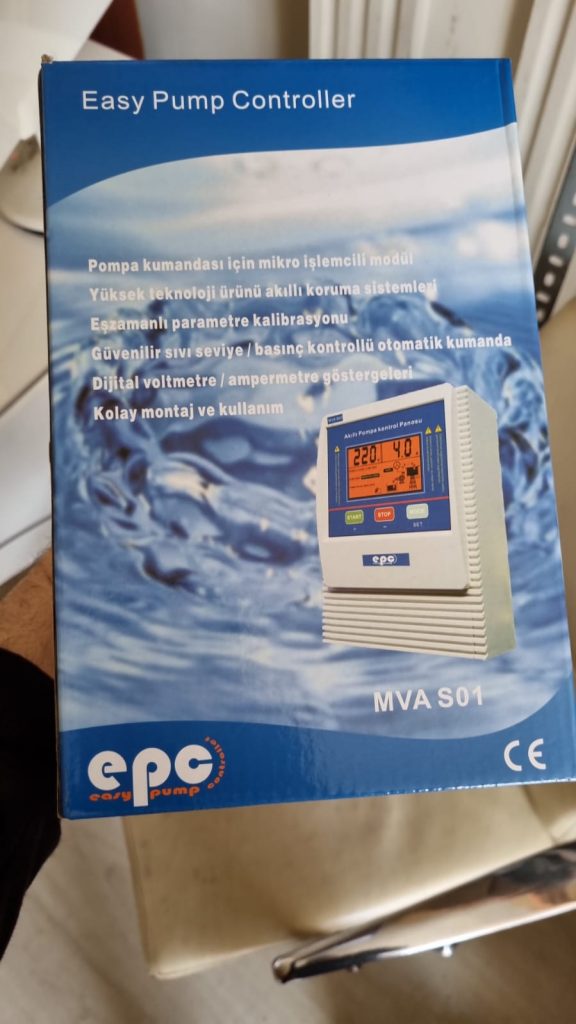 Easy Pump Controller
Pompa kumandası için mikro işlemcili modül
Yüksek teknoloji ürünü akıllı koruma sistemleri
Eşzamanlı parametre kalibrasyonu
Güvenilir sıvı seviye / basınç kontrollü otomatik kumanda
Dijital voltmetre / ampermetre göstergeleri
Kolay montaj ve kullanım
MVA S01
Akıllı Pompa kontrol Panosu
220 4.0
START STOP MODE
+ - SET
epc
MVA S01
epc
easy pump controller
CE